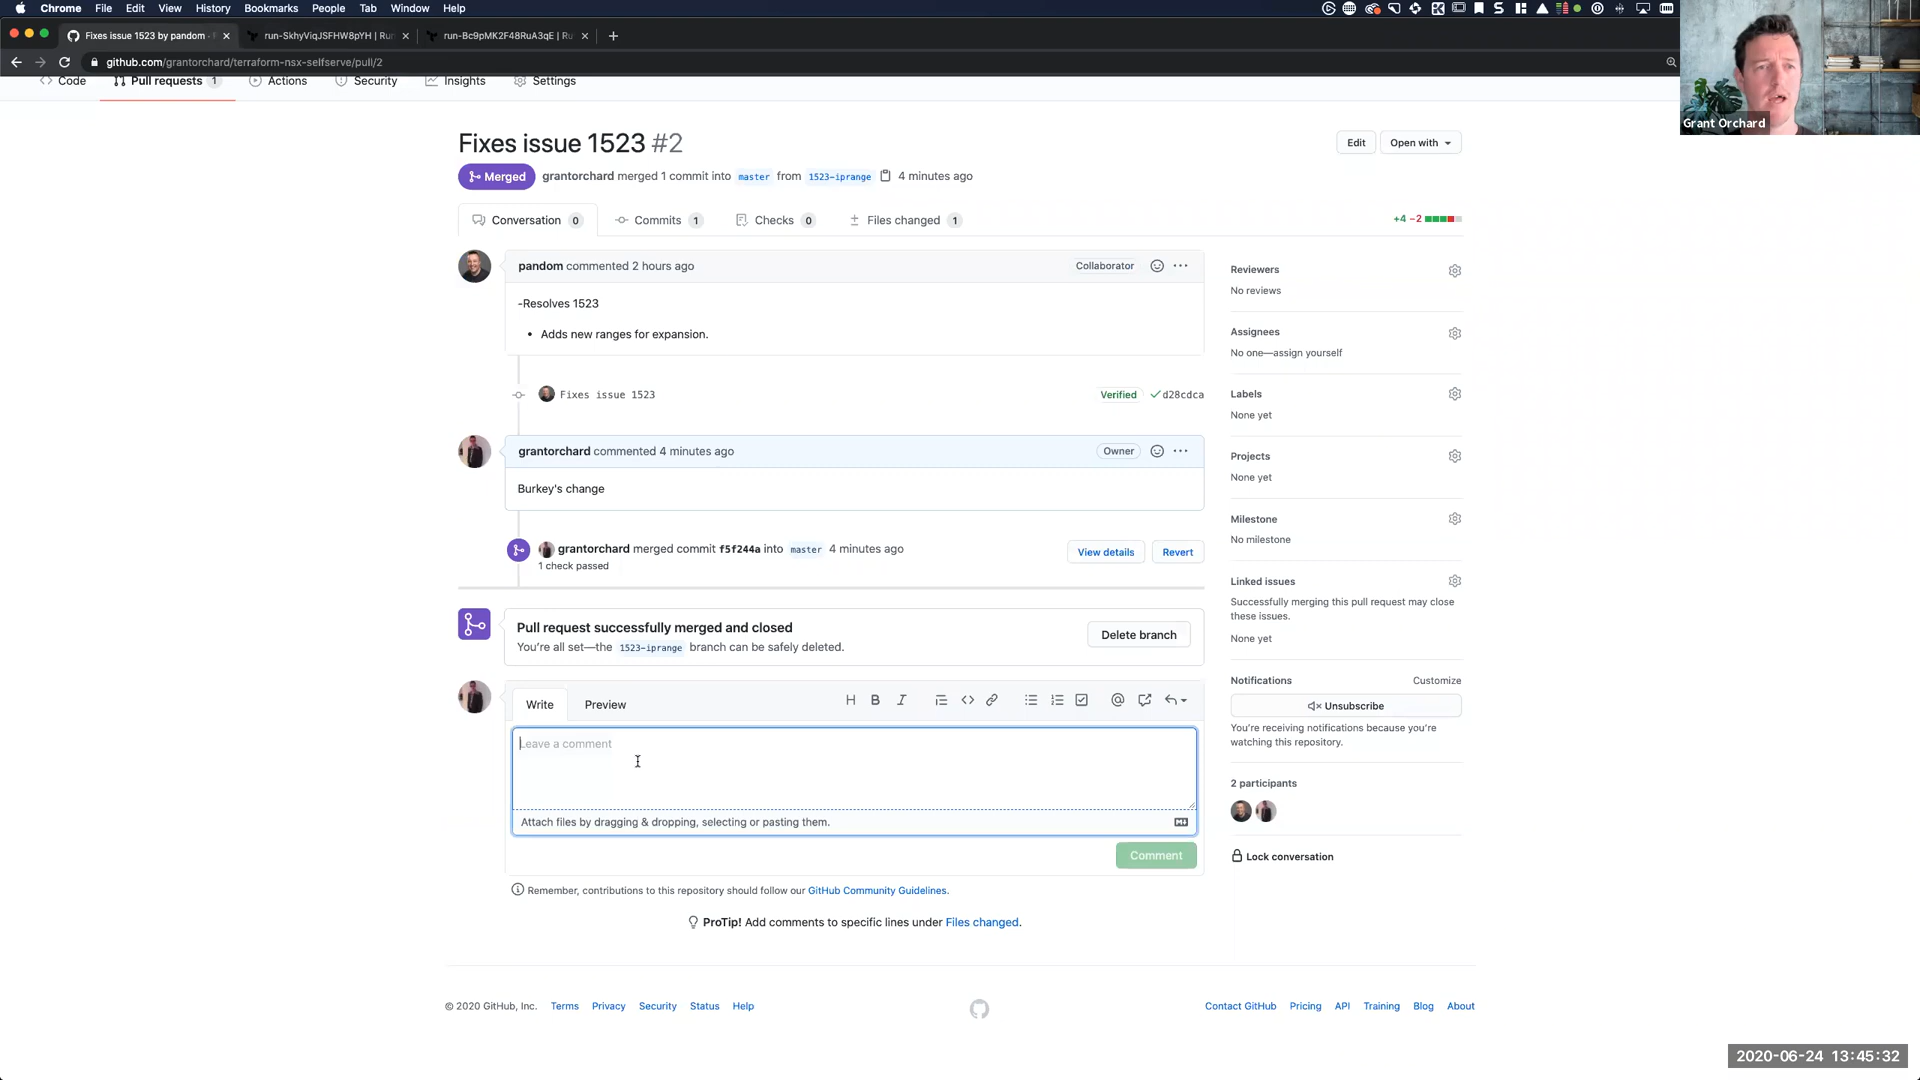 Chrome File Edit View History Bookmarks People Tab Window Help
Fixes issue 1523 by pandom ·
run-SkhyViqJSFHW8pYH | Run
run-Bc9pMK2F48RuA3qE | Ru
github.com/grantorchard/terraform-nsx-selfserve/pull/2
Grant Orchard
Code Pull requests 1 Actions Security Insights Settings
Fixes issue 1523 #2
Edit Open with
Merged grantorchard merged 1 commit into master from 1523-iprange 4 minutes ago
Conversation 0 Commits 1 Checks 0 Files changed 1 +4 −2
pandom commented 2 hours ago Collaborator
-Resolves 1523
• Adds new ranges for expansion.
Fixes issue 1523 Verified d28cdca
grantorchard commented 4 minutes ago Owner
Burkey's change
grantorchard merged commit f5f244a into master 4 minutes ago
1 check passed
View details Revert
Pull request successfully merged and closed
You're all set—the 1523-iprange branch can be safely deleted.
Delete branch
Write Preview
Leave a comment
Attach files by dragging & dropping, selecting or pasting them.
Comment
Remember, contributions to this repository should follow our GitHub Community Guidelines.
ProTip! Add comments to specific lines under Files changed.
Reviewers
No reviews
Assignees
No one—assign yourself
Labels
None yet
Projects
None yet
Milestone
No milestone
Linked issues
Successfully merging this pull request may close
these issues.
None yet
Notifications Customize
Unsubscribe
You're receiving notifications because you're
watching this repository.
2 participants
Lock conversation
© 2020 GitHub, Inc. Terms Privacy Security Status Help
Contact GitHub Pricing API Training Blog About
2020-06-24 13:45:32